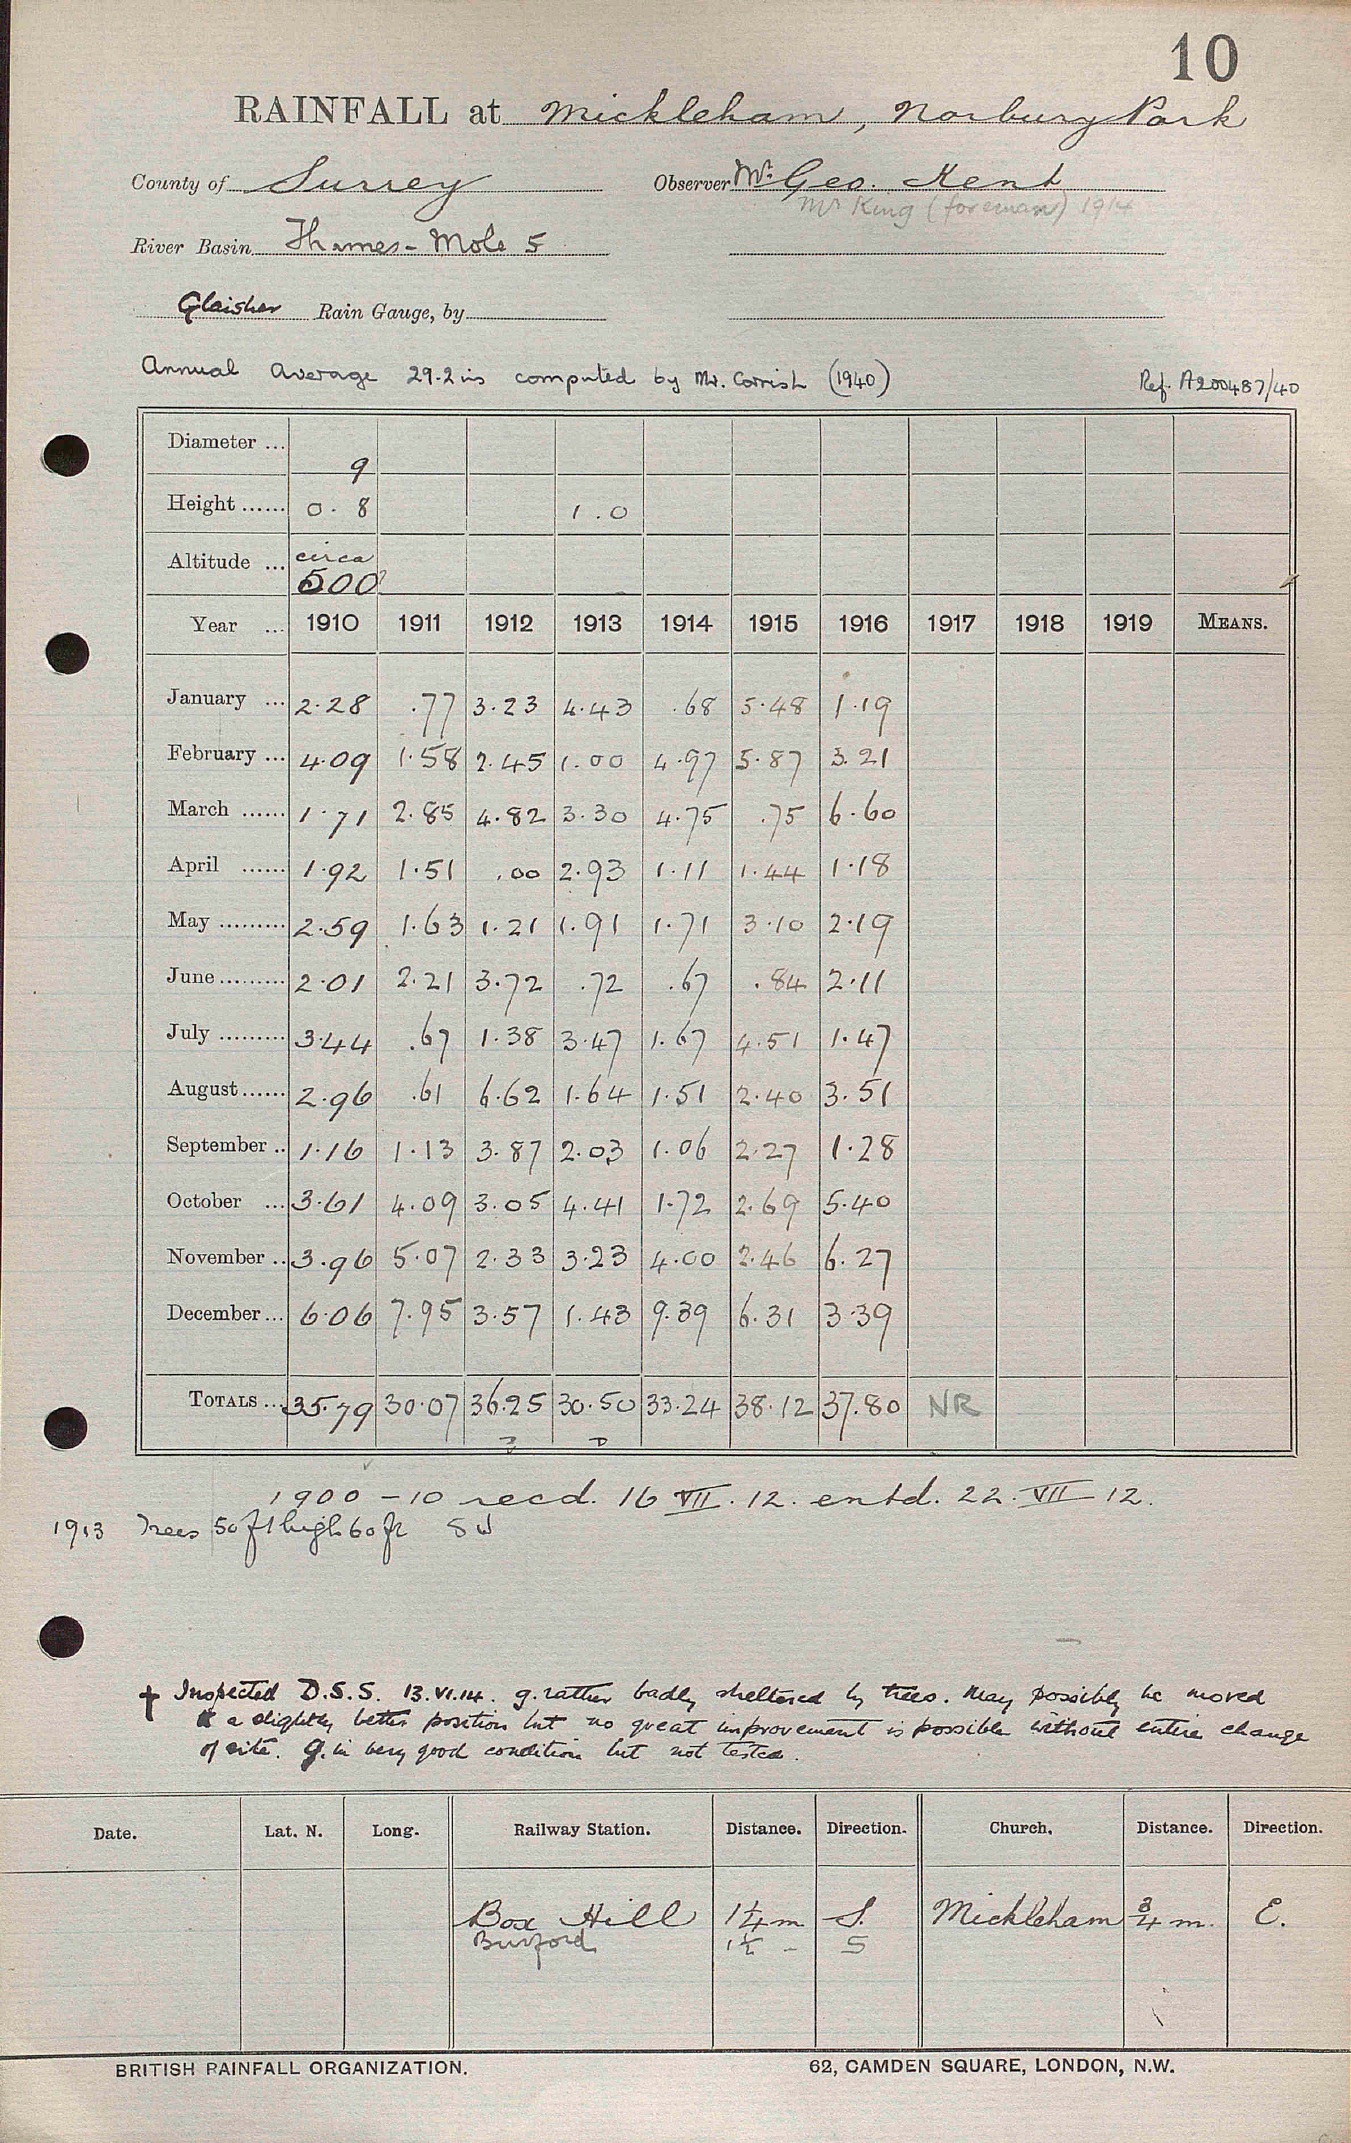 10
RAINFALL at Mickleham, Norbury Park
County of Surrey Observer Mr. Geo. Kent
Mr King (foreman) 1914
River Basin Thames - Mole 5
Glaisher Rain Gauge, by
Annual Average 29.2 ins computed by Mr. Cornish (1940) Ref. A200487/40
Diameter ... 9
Height ...... 0.8 1.0
Altitude ... circa 500?
Year ... 1910 1911 1912 1913 1914 1915 1916 1917 1918 1919 MEANS.
January ... 2.28 .77 3.23 4.43 .68 5.48 1.19
February ... 4.09 1.58 2.45 1.00 4.97 5.87 3.21
March ...... 1.71 2.85 4.82 3.30 4.75 .75 6.60
April ...... 1.92 1.51 .00 2.93 1.11 1.44 1.18
May ......... 2.59 1.63 1.21 1.91 1.71 3.10 2.19
June ......... 2.01 2.21 3.72 .72 .67 .84 2.11
July ......... 3.44 .67 1.38 3.47 1.67 4.51 1.47
August ...... 2.96 .61 6.62 1.64 1.51 2.40 3.51
September .. 1.16 1.13 3.87 2.03 1.06 2.27 1.28
October ... 3.61 4.09 3.05 4.41 1.72 2.69 5.40
November .. 3.96 5.07 2.33 3.23 4.00 2.46 6.27
December ... 6.06 7.95 3.57 1.43 9.39 6.31 3.39
TOTALS ... 35.79 30.07 36.25 30.50 33.24 38.12 37.80 NR
1900 - 10 recd. 16 VII. 12. entd. 22. VII 12.
1913 Trees 50 ft high 60 ft SW
† Inspected D.S.S. 13.VI.14. g. rather badly sheltered by trees. May possibly be moved
to a slightly better position but no great improvement is possible without entire change
of site. g. in very good condition but not tested.
Date. Lat. N. Long. Railway Station. Distance. Direction. Church. Distance. Direction.
Box Hill 1 1/4 m S. Mickleham 3/4 m. E.
Burford 1 1/2 - S
BRITISH RAINFALL ORGANIZATION. 62, CAMDEN SQUARE, LONDON, N.W.